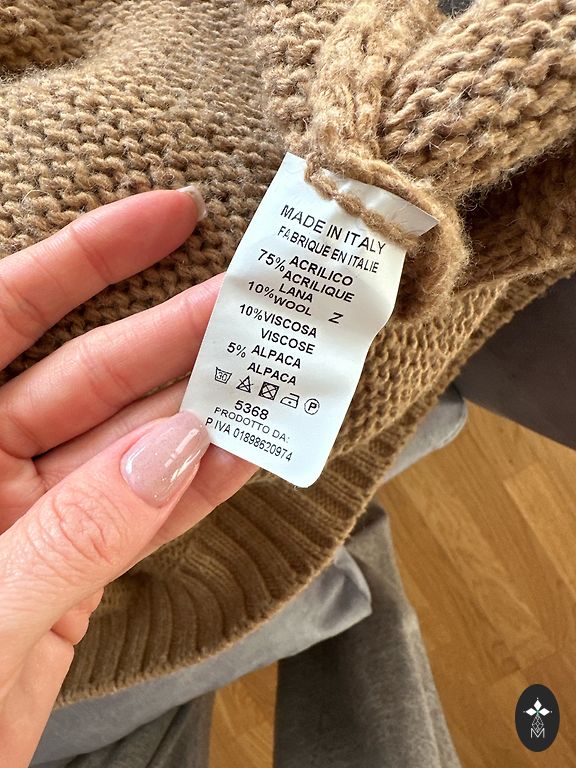 MADE IN ITALY
FABRIQUE EN ITALIE
75% ACRILICO
ACRILIQUE
LANA
10%WOOL
Z
10%VISCOSA
VISCOSE
5% ALPACA
ALPACA
30 P
5368
PRODOTTO DA:
P IVA 01898620974
M